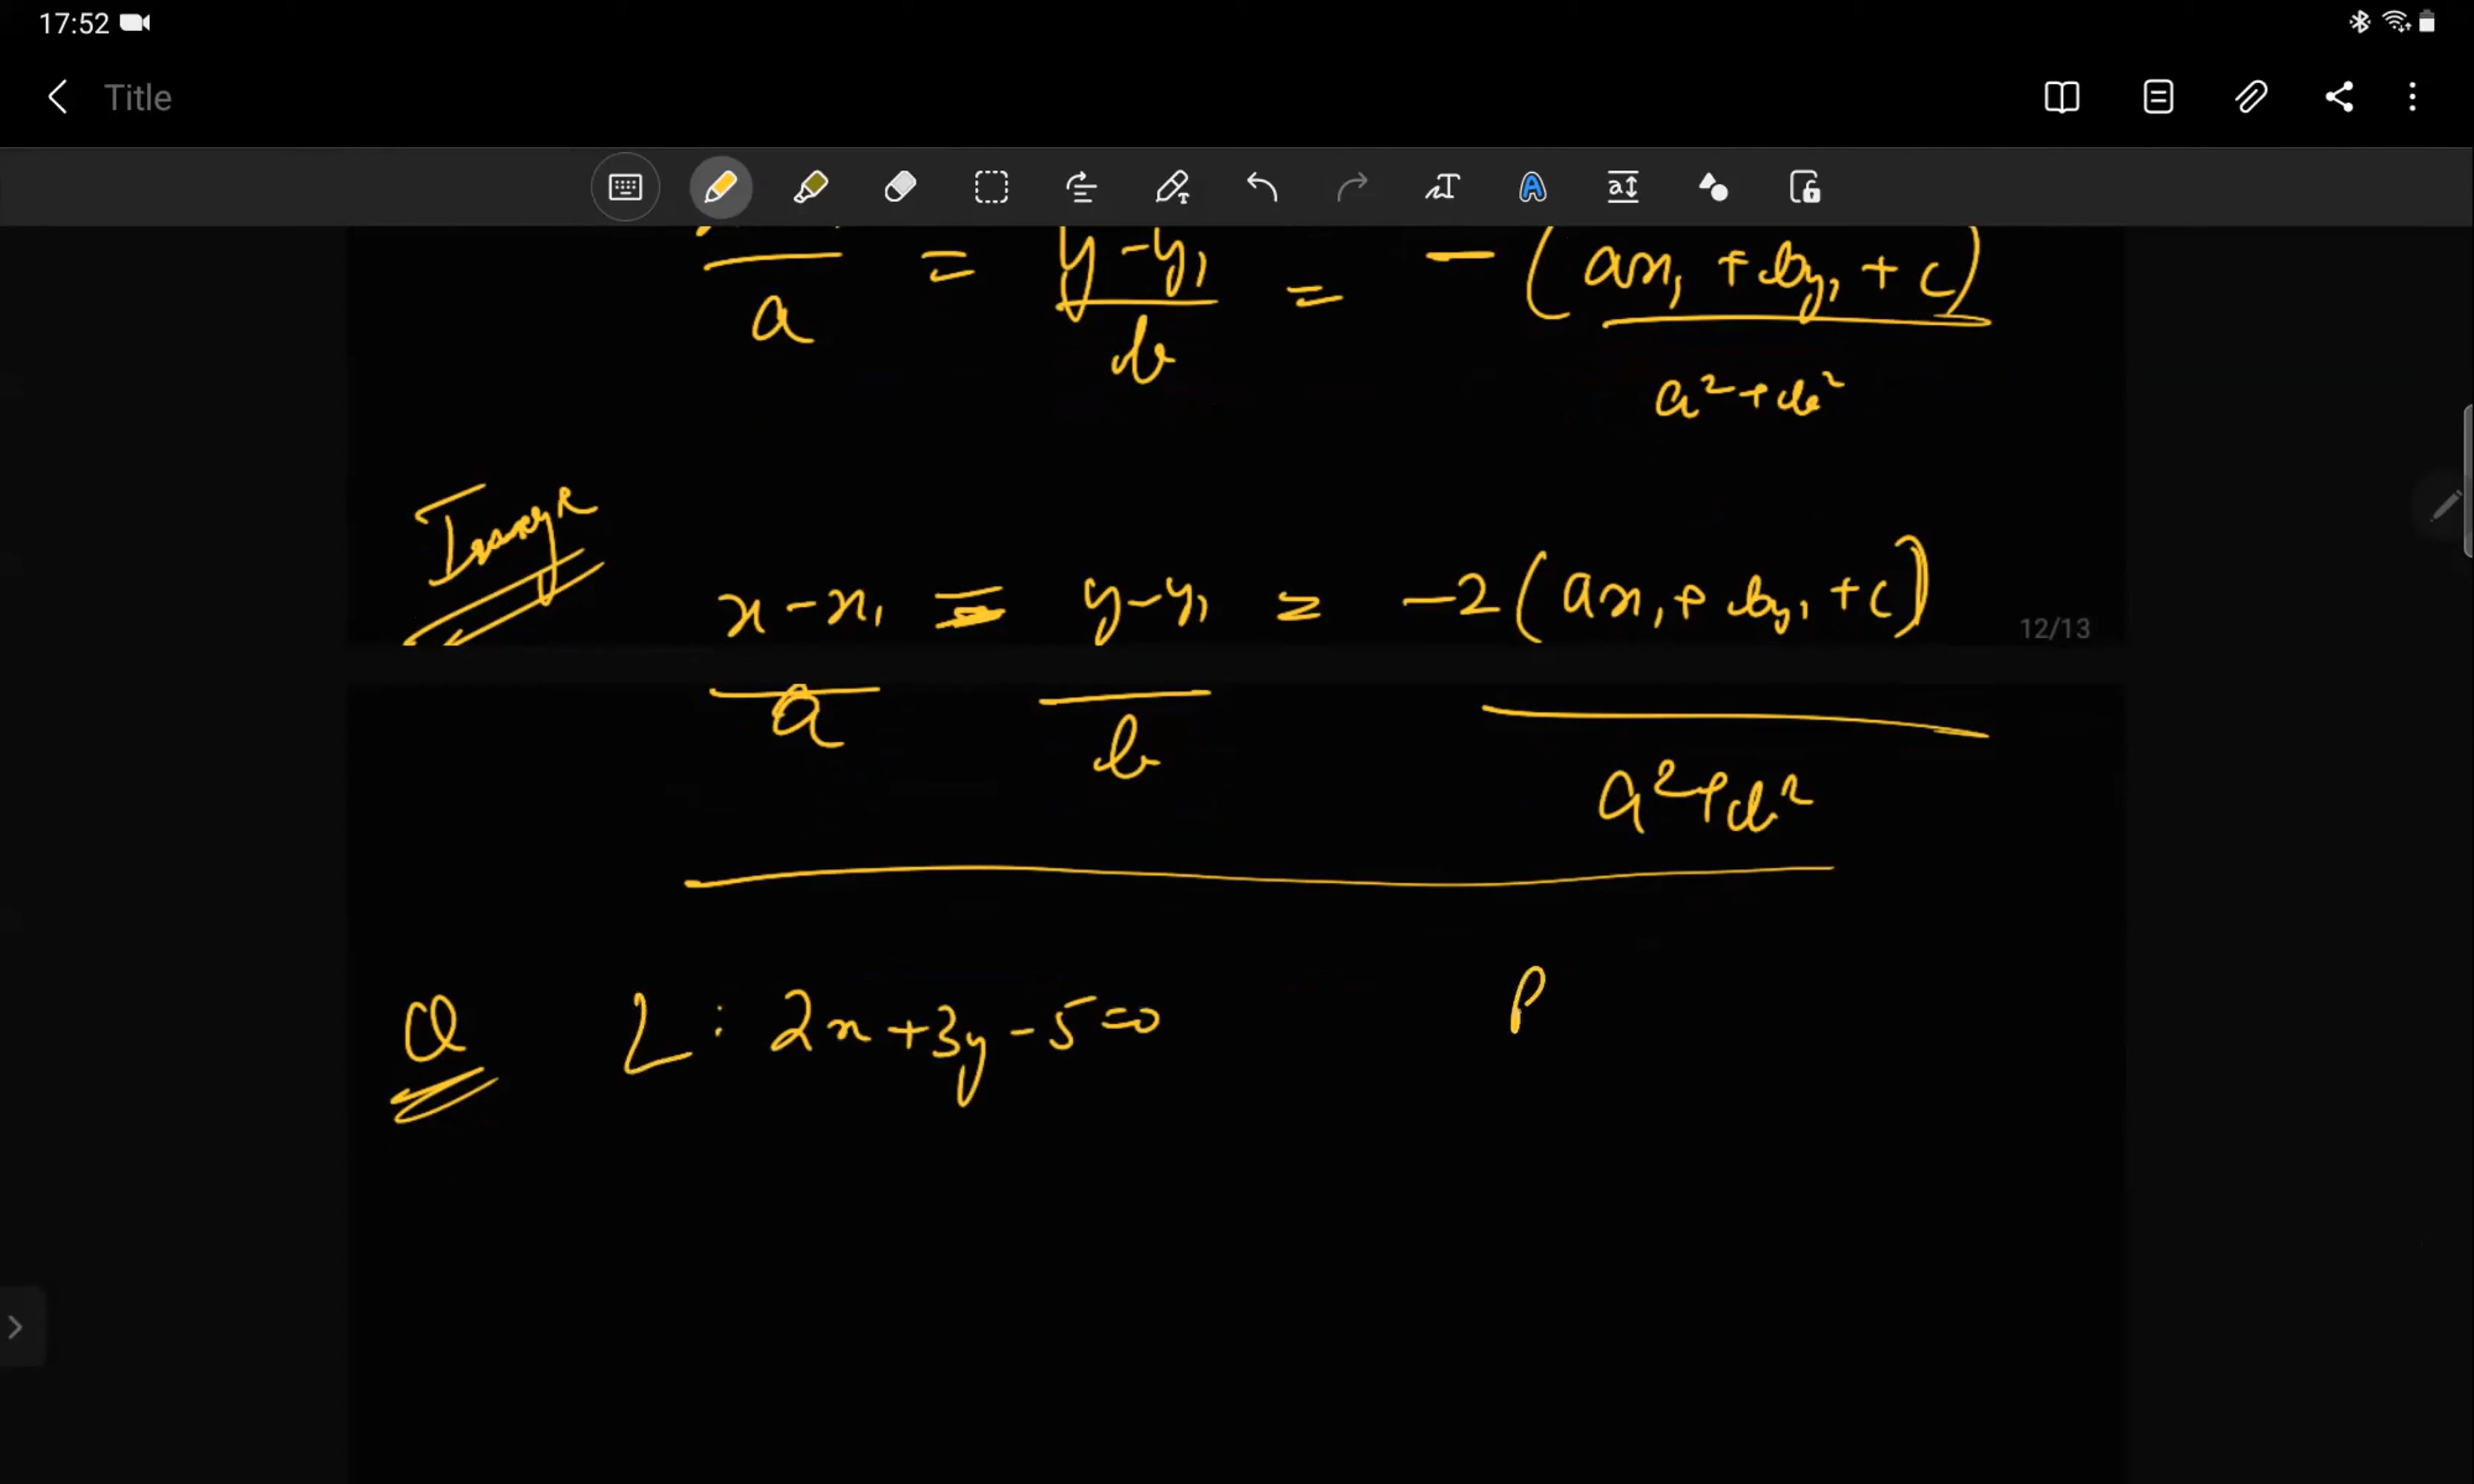 17:52
Title
/a = y-y₁/b = -(ax₁ + by₁ + c)/a²+b²
Image
x-x₁/a = y-y₁/b = -2(ax₁ + by₁ + c)/a²+b²
12/13
Q L: 2x+3y-5=0 P